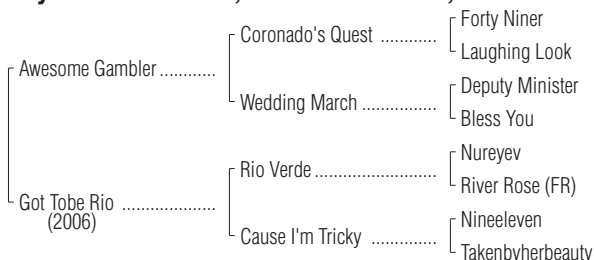 Forty Niner
Coronado's Quest .............
Laughing Look
Awesome Gambler ............
Deputy Minister
Wedding March ................
Bless You
Nureyev
Rio Verde ..........................
River Rose (FR)
Got Tobe Rio ....................
(2006)
Nineeleven
Cause I'm Tricky ..............
Takenbyherbeauty